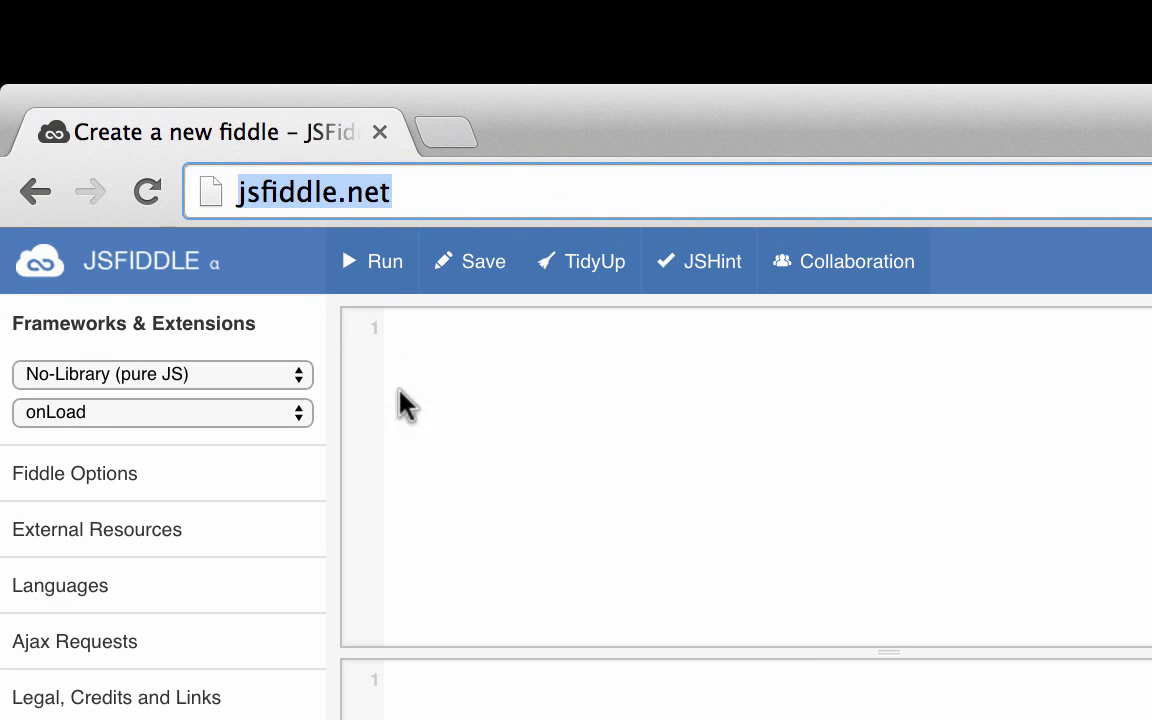 Create a new fiddle – JSFid
jsfiddle.net
JSFIDDLE α
Run
Save
TidyUp
JSHint
Collaboration
Frameworks & Extensions
No-Library (pure JS)
onLoad
Fiddle Options
External Resources
Languages
Ajax Requests
Legal, Credits and Links
1
1